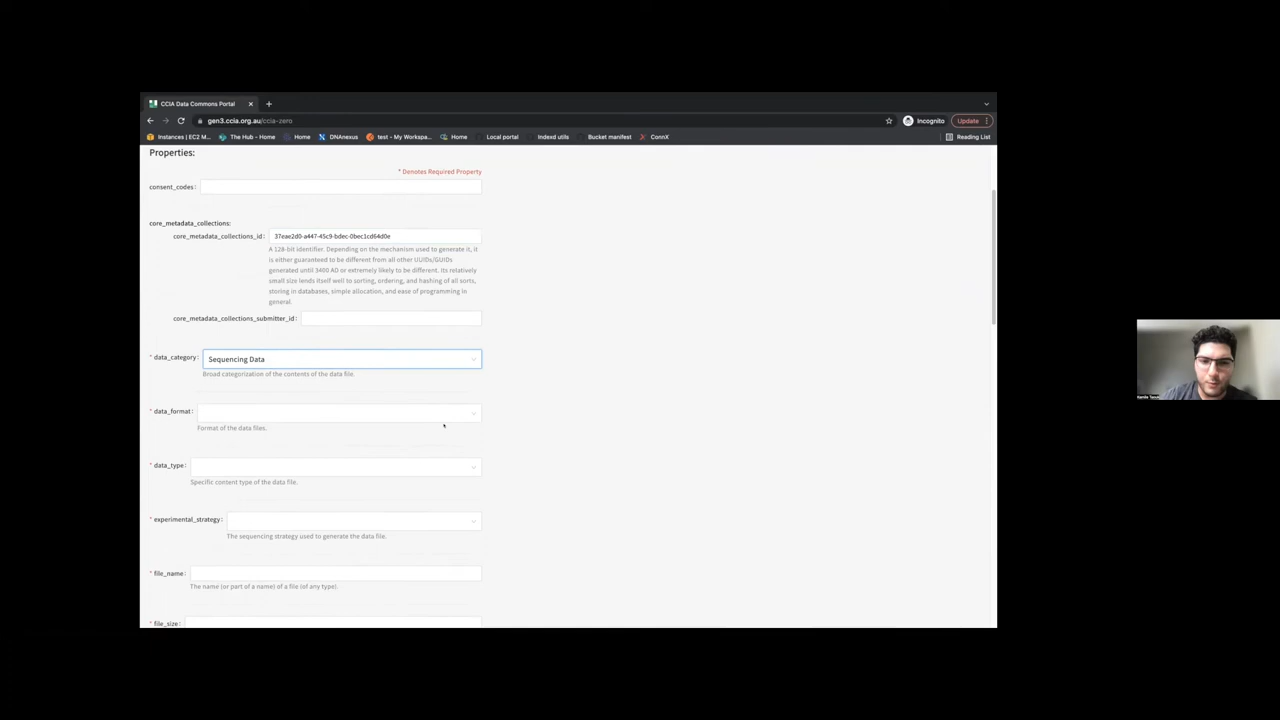 CCIA Data Commons Portal
gen3.ccia.org.au/ccia-zero
Incognito
Update
Instances | EC2 M...
The Hub - Home
Home
DNAnexus
test - My Workspa...
Home
Local portal
Indexd utils
Bucket manifest
ConnX
Reading List
Properties:
* Denotes Required Property
consent_codes:
core_metadata_collections:
core_metadata_collections_id: 37eae2d0-a447-45c9-bdec-0bec1cd64d0e
A 128-bit identifier. Depending on the mechanism used to generate it, it
is either guaranteed to be different from all other UUIDs/GUIDs
generated until 3400 AD or extremely likely to be different. Its relatively
small size lends itself well to sorting, ordering, and hashing of all sorts,
storing in databases, simple allocation, and ease of programming in
general.
core_metadata_collections_submitter_id:
* data_category: Sequencing Data
Broad categorization of the contents of the data file.
* data_format:
Format of the data files.
* data_type:
Specific content type of the data file.
* experimental_strategy:
The sequencing strategy used to generate the data file.
* file_name:
The name (or part of a name) of a file (of any type).
* file_size: